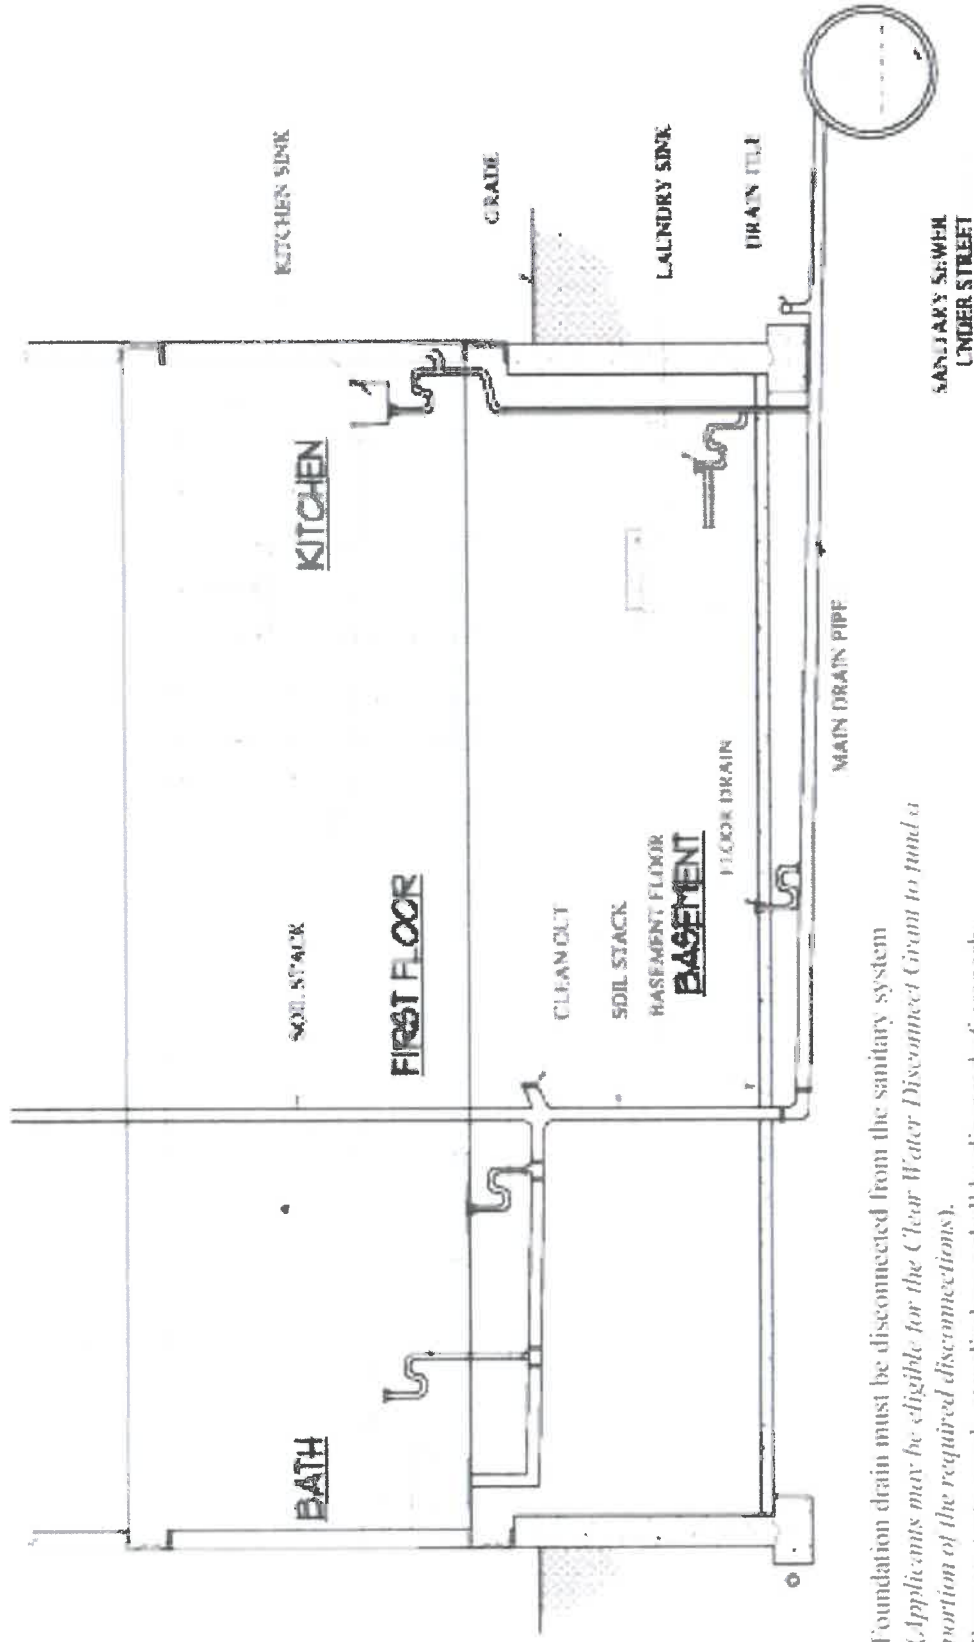 KITCHEN SINK
GRADE
LAUNDRY SINK
DRAIN TILE
SANITARY SEWER
UNDER STREET
KITCHEN
MAIN DRAIN PIPE
SOIL STACK
FIRST FLOOR
CLEAN OUT
SOIL STACK
BASEMENT FLOOR
BASEMENT
FLOOR DRAIN
BATH
Foundation drain must be disconnected from the sanitary system
(Applicants may be eligible for the Clear Water Disconnect Grant to fund a
portion of the required disconnections).